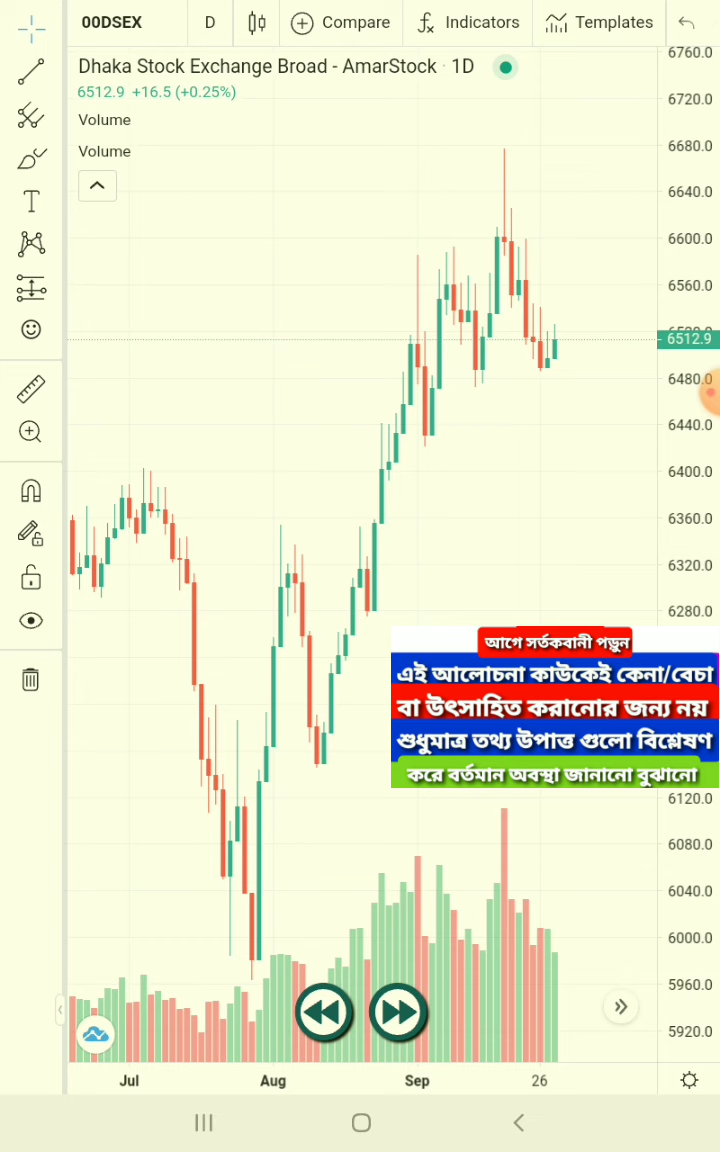 00DSEX D Compare Indicators Templates
Dhaka Stock Exchange Broad - AmarStock · 1D
6512.9 +16.5 (+0.25%)
Volume
Volume
6760.0
6720.0
6680.0
6640.0
6600.0
6560.0
6512.9
6480.0
6440.0
6400.0
6360.0
6320.0
6280.0
আগে সর্তকবানী পড়ুন
এই আলোচনা কাউকেই কেনা/বেচা
বা উৎসাহিত করানোর জন্য নয়
শুধুমাত্র তথ্য উপাত্ত গুলো বিশ্লেষণ
করে বর্তমান অবস্থা জানানো বুঝানো
6120.0
6080.0
6040.0
6000.0
5960.0
5920.0
Jul Aug Sep 26